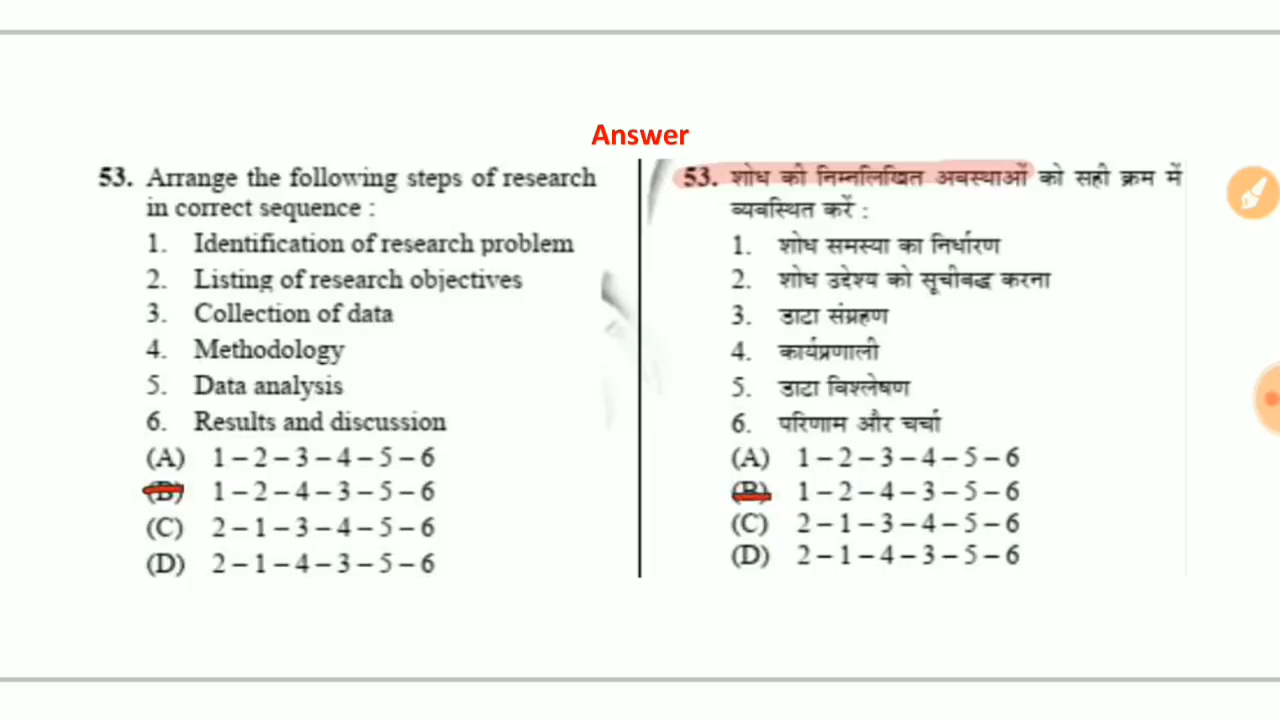 Answer
53. Arrange the following steps of research
in correct sequence :
1. Identification of research problem
2. Listing of research objectives
3. Collection of data
4. Methodology
5. Data analysis
6. Results and discussion
(A) 1 – 2 – 3 – 4 – 5 – 6
(B) 1 – 2 – 4 – 3 – 5 – 6
(C) 2 – 1 – 3 – 4 – 5 – 6
(D) 2 – 1 – 4 – 3 – 5 – 6
53. शोध की निम्नलिखित अवस्थाओं को सही क्रम में
व्यवस्थित करें :
1. शोध समस्या का निर्धारण
2. शोध उद्देश्य को सूचीबद्ध करना
3. डाटा संग्रहण
4. कार्यप्रणाली
5. डाटा विश्लेषण
6. परिणाम और चर्चा
(A) 1 – 2 – 3 – 4 – 5 – 6
(B) 1 – 2 – 4 – 3 – 5 – 6
(C) 2 – 1 – 3 – 4 – 5 – 6
(D) 2 – 1 – 4 – 3 – 5 – 6